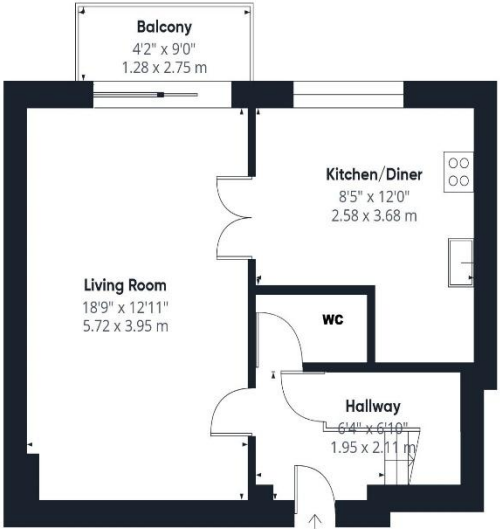 Balcony
4'2" x 9'0"
1.28 x 2.75 m
Kitchen/Diner
8'5" x 12'0"
2.58 x 3.68 m
Living Room
18'9" x 12'11"
5.72 x 3.95 m
WC
Hallway
6'4" x 6'10"
1.95 x 2.11 m